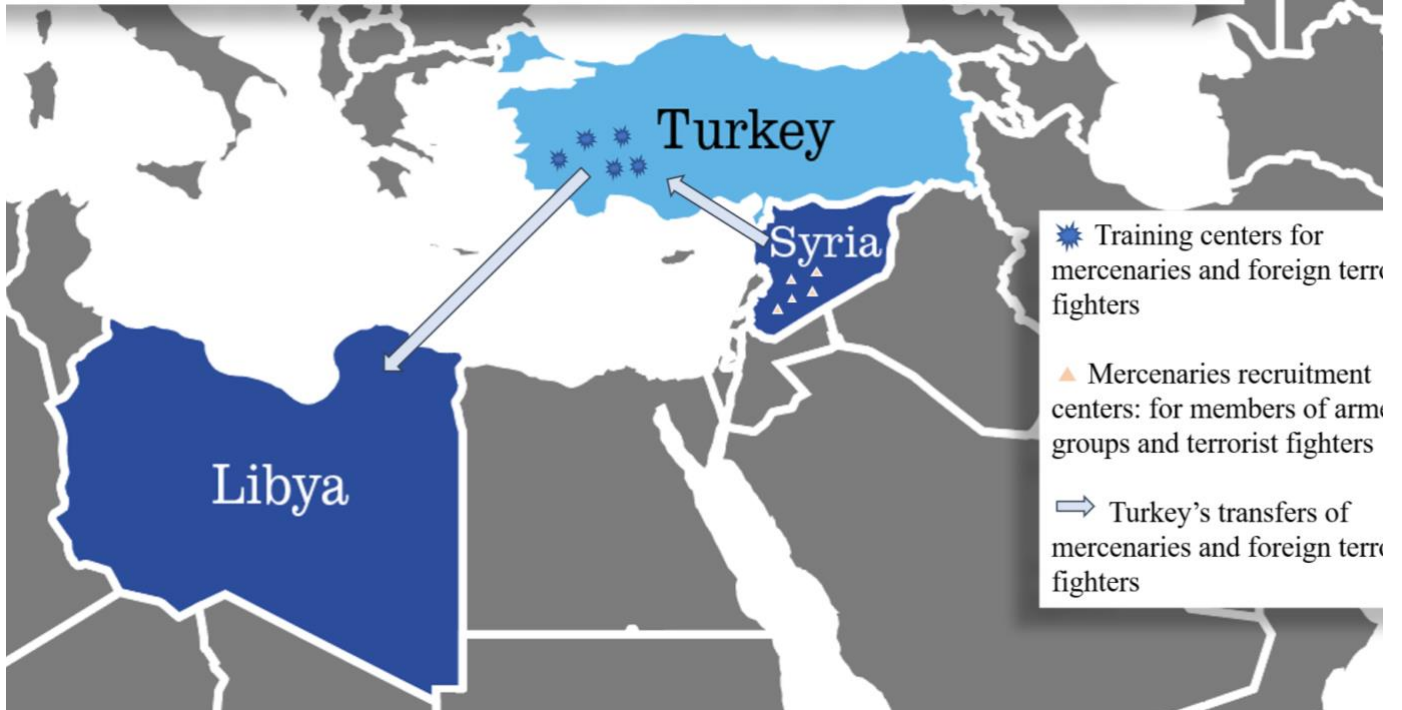 Turkey
Syria
Libya
Training centers for
mercenaries and foreign
fighters
Mercenaries recruitment
centers: for members of
groups and terrorist fighters
Turkey’s transfers of
mercenaries and foreign
fighters